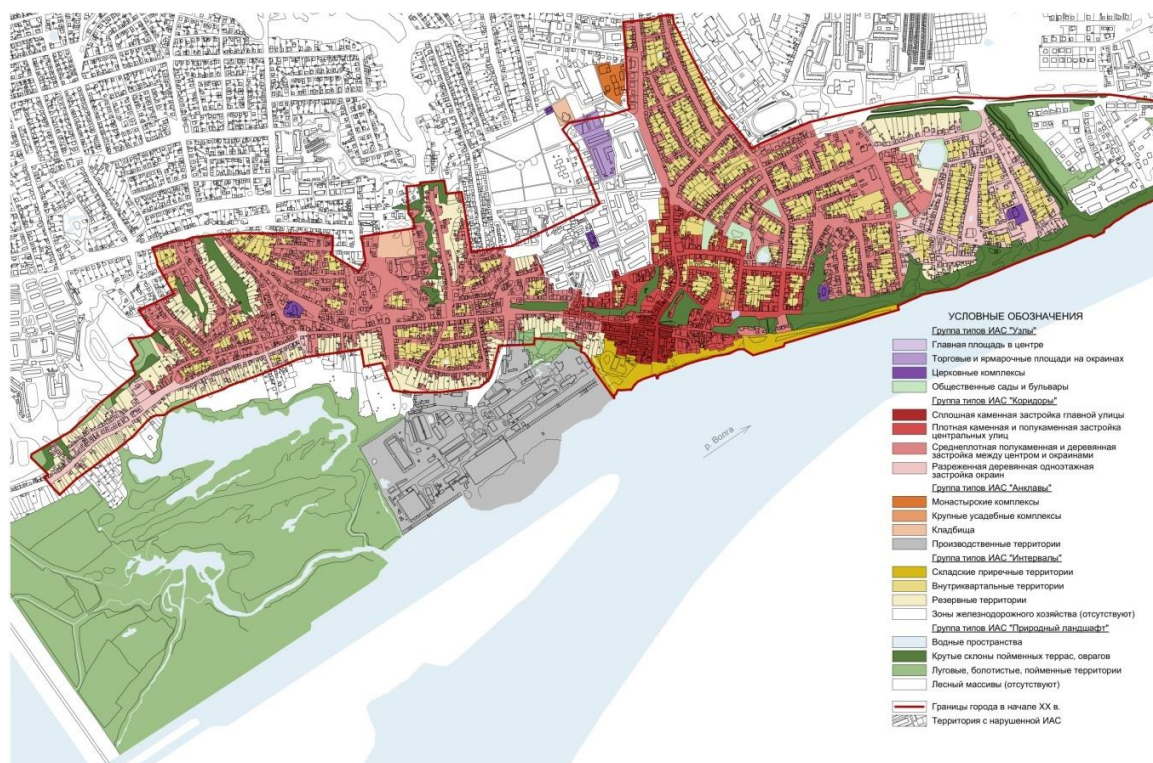 р. Волга
УСЛОВНЫЕ ОБОЗНАЧЕНИЯ
Группа типов ИАС "Узлы"
Главная площадь в центре
Торговые и ярмарочные площади на окраинах
Церковные комплексы
Общественные сады и бульвары
Группа типов ИАС "Коридоры"
Сплошная каменная застройка главной улицы
Плотная каменная и полукаменная застройка
центральных улиц
Среднеплотная полукаменная и деревянная
застройка между центром и окраинами
Разреженная деревянная одноэтажная
застройка окраин
Группа типов ИАС "Анклавы"
Монастырские комплексы
Крупные усадебные комплексы
Кладбища
Производственные территории
Группа типов ИАС "Интервалы"
Складские приречные территории
Внутриквартальные территории
Резервные территории
Зоны железнодорожного хозяйства (отсутствуют)
Группа типов ИАС "Природный ландшафт"
Водные пространства
Крутые склоны пойменных террас, оврагов
Луговые, болотистые, пойменные территории
Лесный массивы (отсутствуют)
Границы города в начале XX в.
Территория с нарушенной ИАС